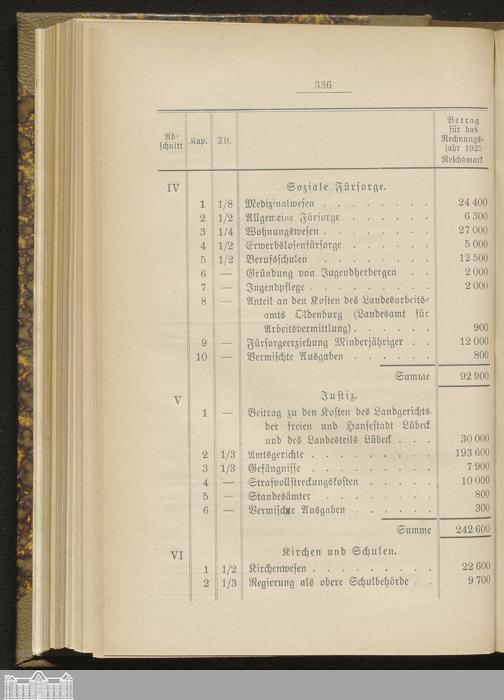 336
Ab-
schnitt Kap. Tit. Betrag
für das
Rechnungs-
jahr 1925
Reichsmark
IV Soziale Fürsorge.
1 1/8 Medizinalwesen . . . . . . . . 24 400
2 1/2 Allgemeine Fürsorge . . . . . . 6 300
3 1/4 Wohnungswesen . . . . . . . . 27 000
4 1/2 Erwerbslosenfürsorge . . . . . . 5 000
5 1/2 Berufsschulen . . . . . . . . 12 500
6 — Gründung von Jugendherbergen . . 2 000
7 — Jugendpflege . . . . . . . . . 2 000
8 — Anteil an den Kosten des Landesarbeits-
amts Oldenburg (Landesamt für
Arbeitsvermittlung) . . . . . . 900
9 — Fürsorgeerziehung Minderjähriger . . 12 000
10 — Vermischte Ausgaben . . . . . . 800
Summe 92 900
V Justiz.
1 — Beitrag zu den Kosten des Landgerichts
der freien und Hansestadt Lübeck
und des Landesteils Lübeck . . . 30 000
2 1/3 Amtsgerichte . . . . . . . . . 193 600
3 1/3 Gefängnisse . . . . . . . . . 7 900
4 — Strafvollstreckungskosten . . . . . 10 000
5 — Standesämter . . . . . . . . 800
6 — Vermischte Ausgaben . . . . . . 300
Summe 242 600
VI Kirchen und Schulen.
1 1/2 Kirchenwesen . . . . . . . . . 22 600
2 1/3 Regierung als obere Schulbehörde . . 9 700